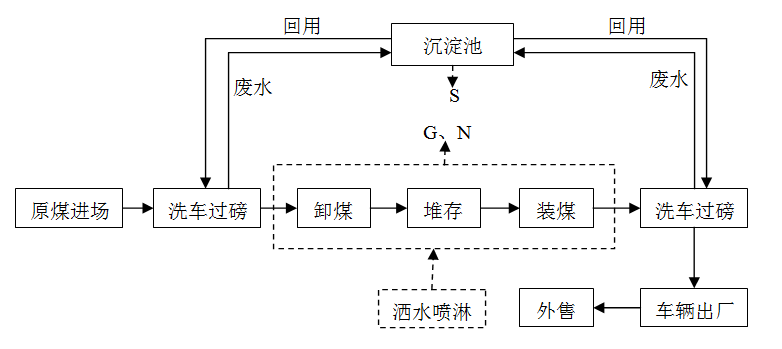 回用
回用
沉淀池
废水
废水
S
G、N
原煤进场
洗车过磅
卸煤
堆存
装煤
洗车过磅
洒水喷淋
外售
车辆出厂